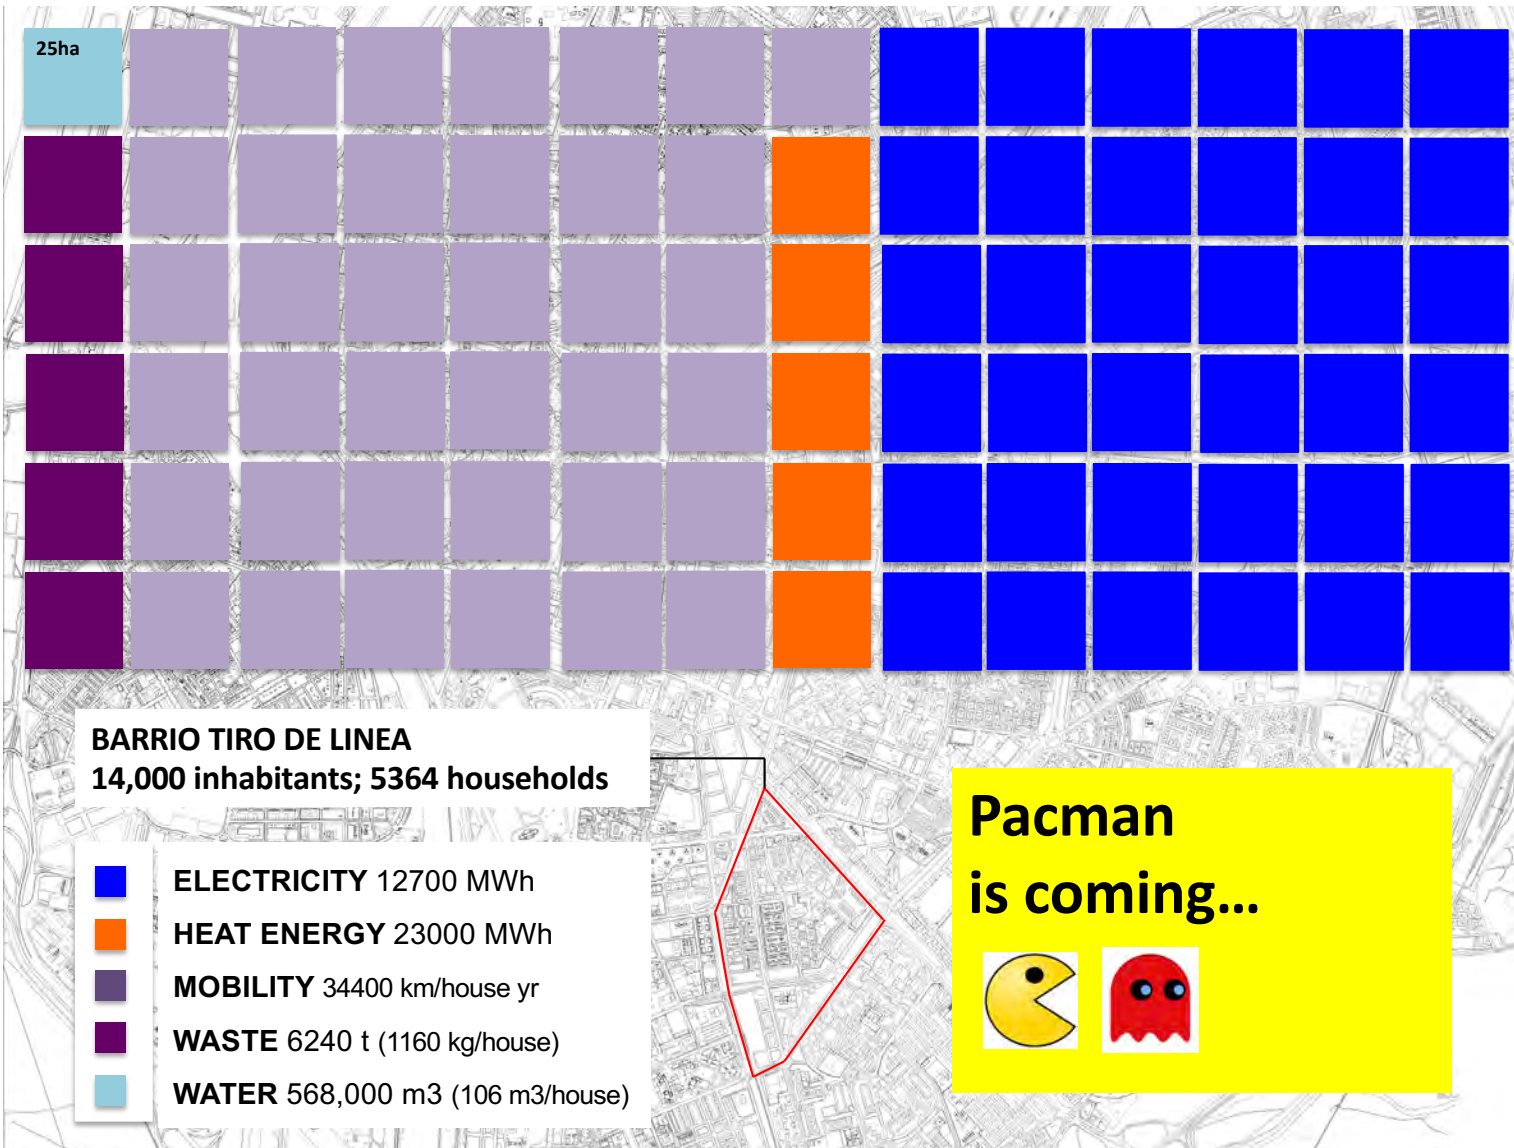 25ha
BARRIO TIRO DE LINEA
14,000 inhabitants; 5364 households
ELECTRICITY 12700 MWh
HEAT ENERGY 23000 MWh
MOBILITY 34400 km/house yr
WASTE 6240 t (1160 kg/house)
WATER 568,000 m3 (106 m3/house)
Pacman
is coming...